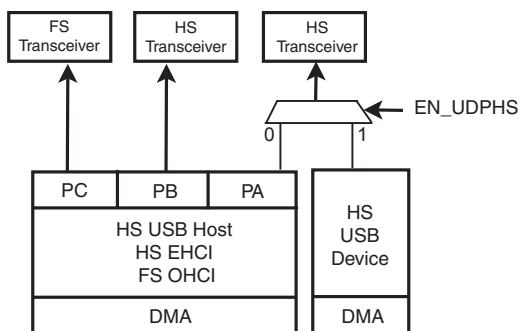 FS
Transceiver
HS
Transceiver
HS
Transceiver
EN_UDPHS
0
1
PC
PB
PA
HS USB Host
HS EHCI
FS OHCI
DMA
HS
USB
Device
DMA